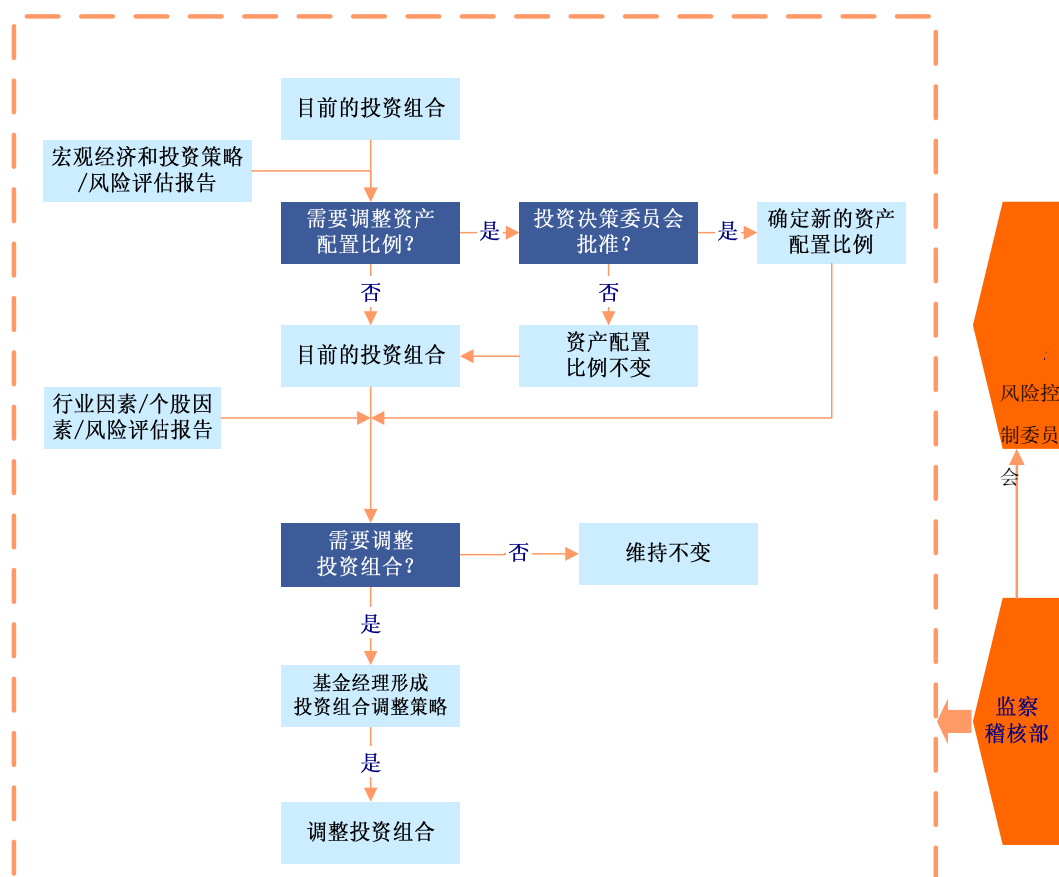 目前的投资组合
宏观经济和投资策略
/风险评估报告
需要调整资产
配置比例？
是
投资决策委员会
批准？
是
确定新的资产
配置比例
否
否
目前的投资组合
资产配置
比例不变
行业因素/个股因
素/风险评估报告
风险控
制委员
会
需要调整
投资组合？
否
维持不变
是
基金经理形成
投资组合调整策略
监察
稽核部
是
调整投资组合